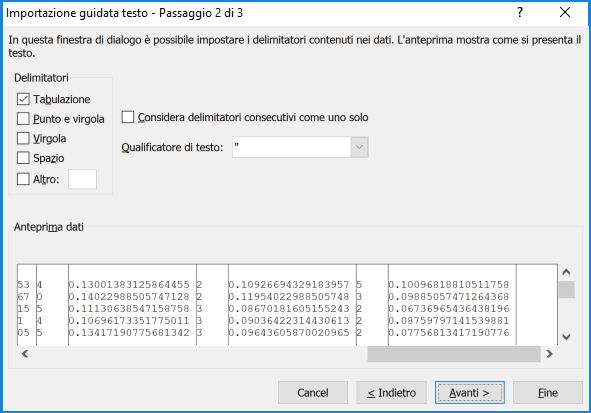 Importazione guidata testo - Passaggio 2 di 3
In questa finestra di dialogo è possibile impostare i delimitatori contenuti nei dati. L'anteprima mostra come si presenta il
testo.
Delimitatori
Tabulazione
Punto e virgola
Virgola
Spazio
Altro:
Considera delimitatori consecutivi come uno solo
Qualificatore di testo: "
Anteprima dati
53 4 0.13001383125864455 2 0.10926694329183957 5 0.10096818810511758
67 0 0.14022988505747128 2 0.11954022988505748 3 0.09885057471264368
15 5 0.11130638547158758 3 0.08670181605155243 2 0.06736965436438196
1 4 0.10696173351775011 3 0.09036422314430613 2 0.08759797141539881
05 5 0.13417190775681342 3 0.09643605870020965 2 0.07756813417190776
Cancel
< Indietro
Avanti >
Fine